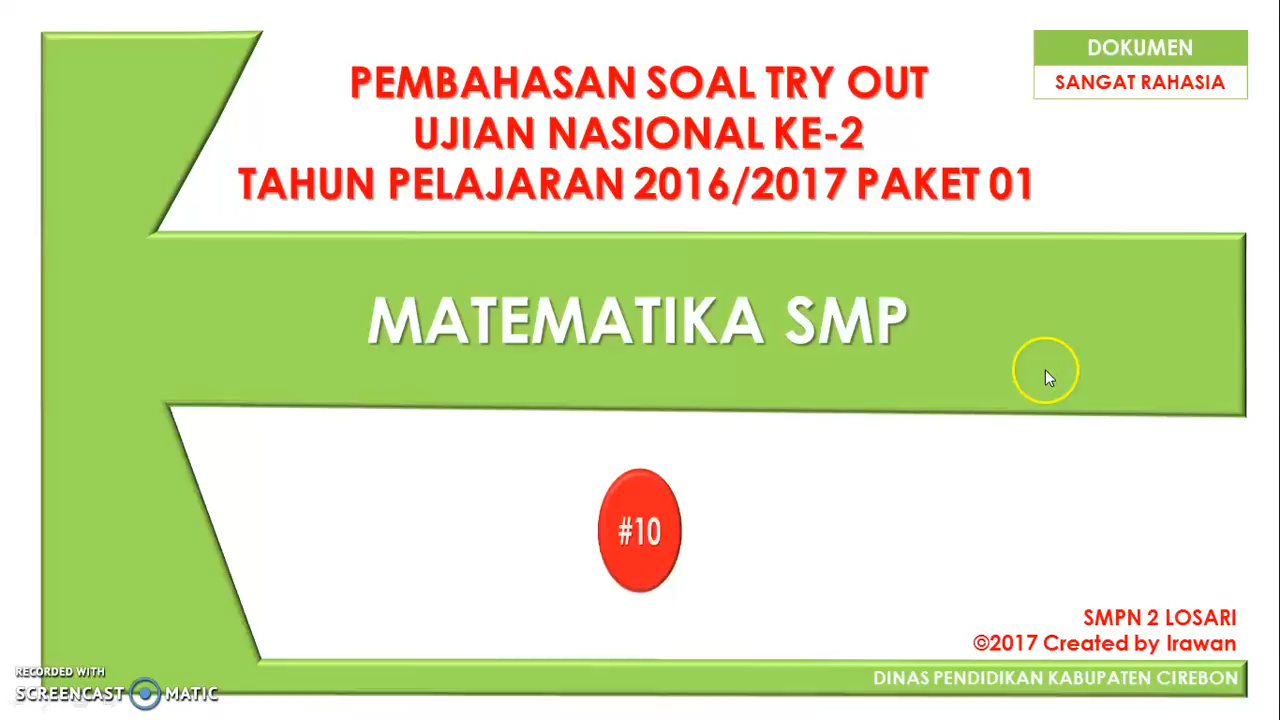 DOKUMEN
SANGAT RAHASIA
PEMBAHASAN SOAL TRY OUT
UJIAN NASIONAL KE-2
TAHUN PELAJARAN 2016/2017 PAKET 01
MATEMATIKA SMP
#10
SMPN 2 LOSARI
©2017 Created by Irawan
DINAS PENDIDIKAN KABUPATEN CIREBON
RECORDED WITH
SCREENCAST MATIC